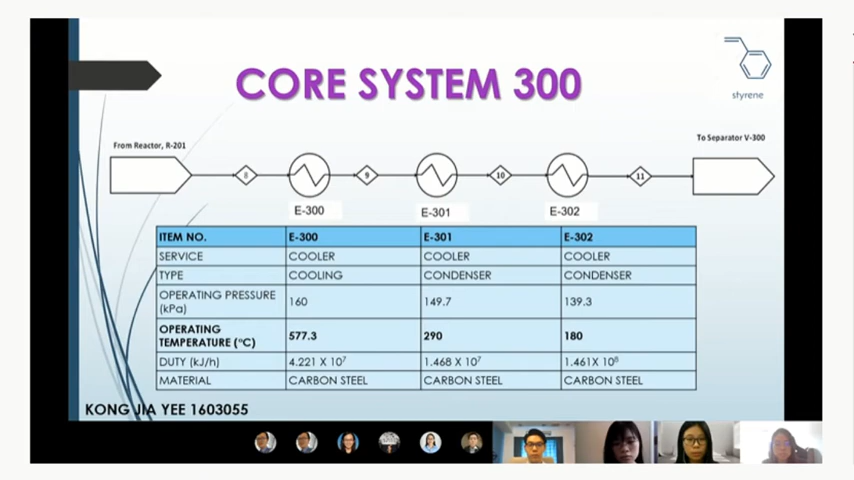 CORE SYSTEM 300
styrene
From Reactor, R-201
To Separator V-300
8
9
10
11
E-300
E-301
E-302
ITEM NO. E-300 E-301 E-302
SERVICE COOLER COOLER COOLER
TYPE COOLING CONDENSER CONDENSER
OPERATING PRESSURE
(kPa) 160 149.7 139.3
OPERATING
TEMPERATURE (°C) 577.3 290 180
DUTY (kJ/h) 4.221 X 10⁷ 1.468 X 10⁷ 1.461X 10⁸
MATERIAL CARBON STEEL CARBON STEEL CARBON STEEL
KONG JIA YEE 1603055